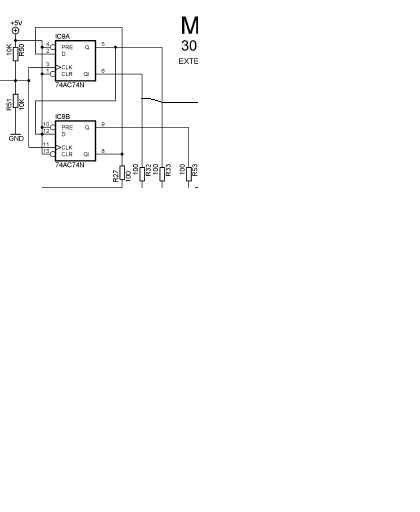 +5V
10K
R50
IC9A
4
2
3
1
PRE
D
CLK
CLR
Q
QI
5
6
74AC74N
M
30
EXTE
R51
10K
GND
IC9B
10
12
11
13
PRE
D
CLK
CLR
Q
QI
9
8
74AC74N
R27
100
100
R32
100
R33
100
R53